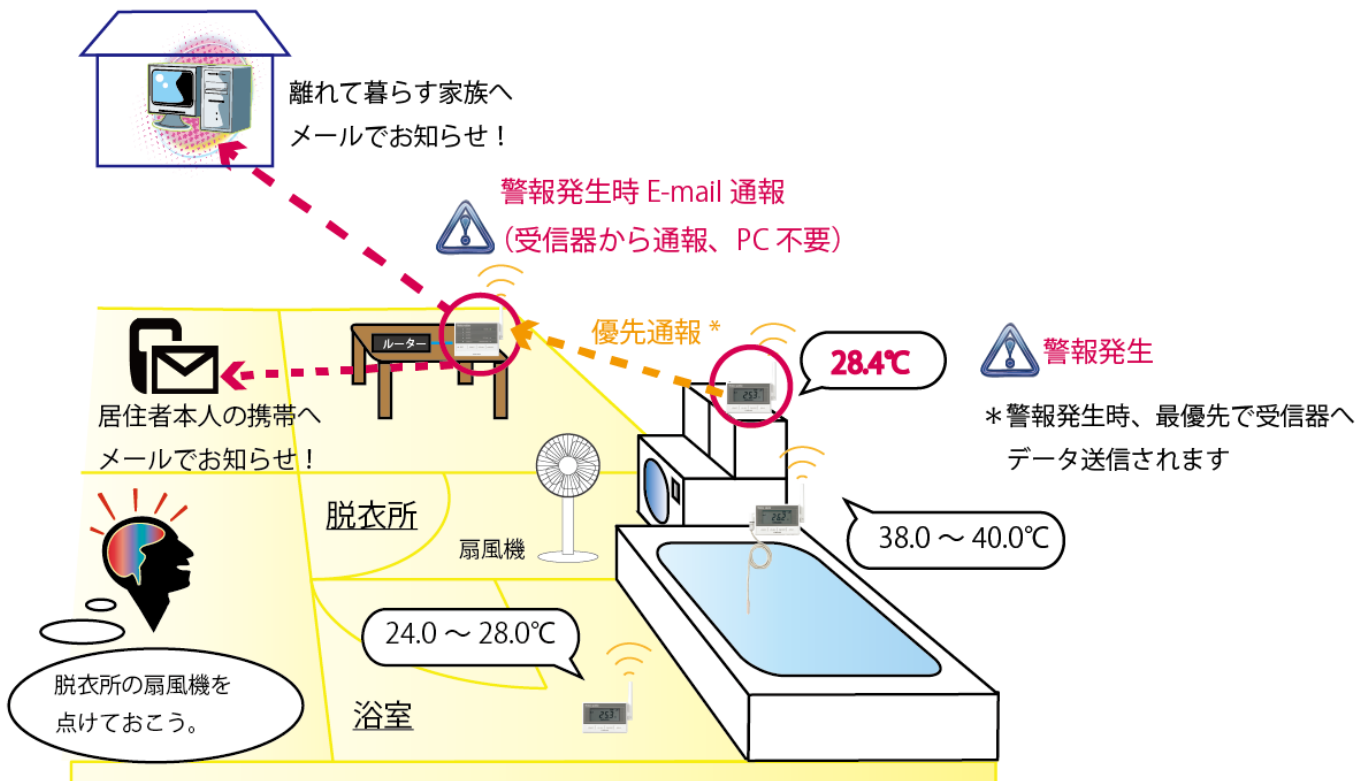 離れて暮らす家族へ
メールでお知らせ！
警報発生時 E-mail 通報
（受信器から通報、PC 不要）
ルーター
優先通報 *
28.4℃
警報発生
＊警報発生時、最優先で受信器へ
データ送信されます
居住者本人の携帯へ
メールでお知らせ！
脱衣所
扇風機
38.0 ～ 40.0℃
24.0 ～ 28.0℃
脱衣所の扇風機を
点けておこう。
浴室